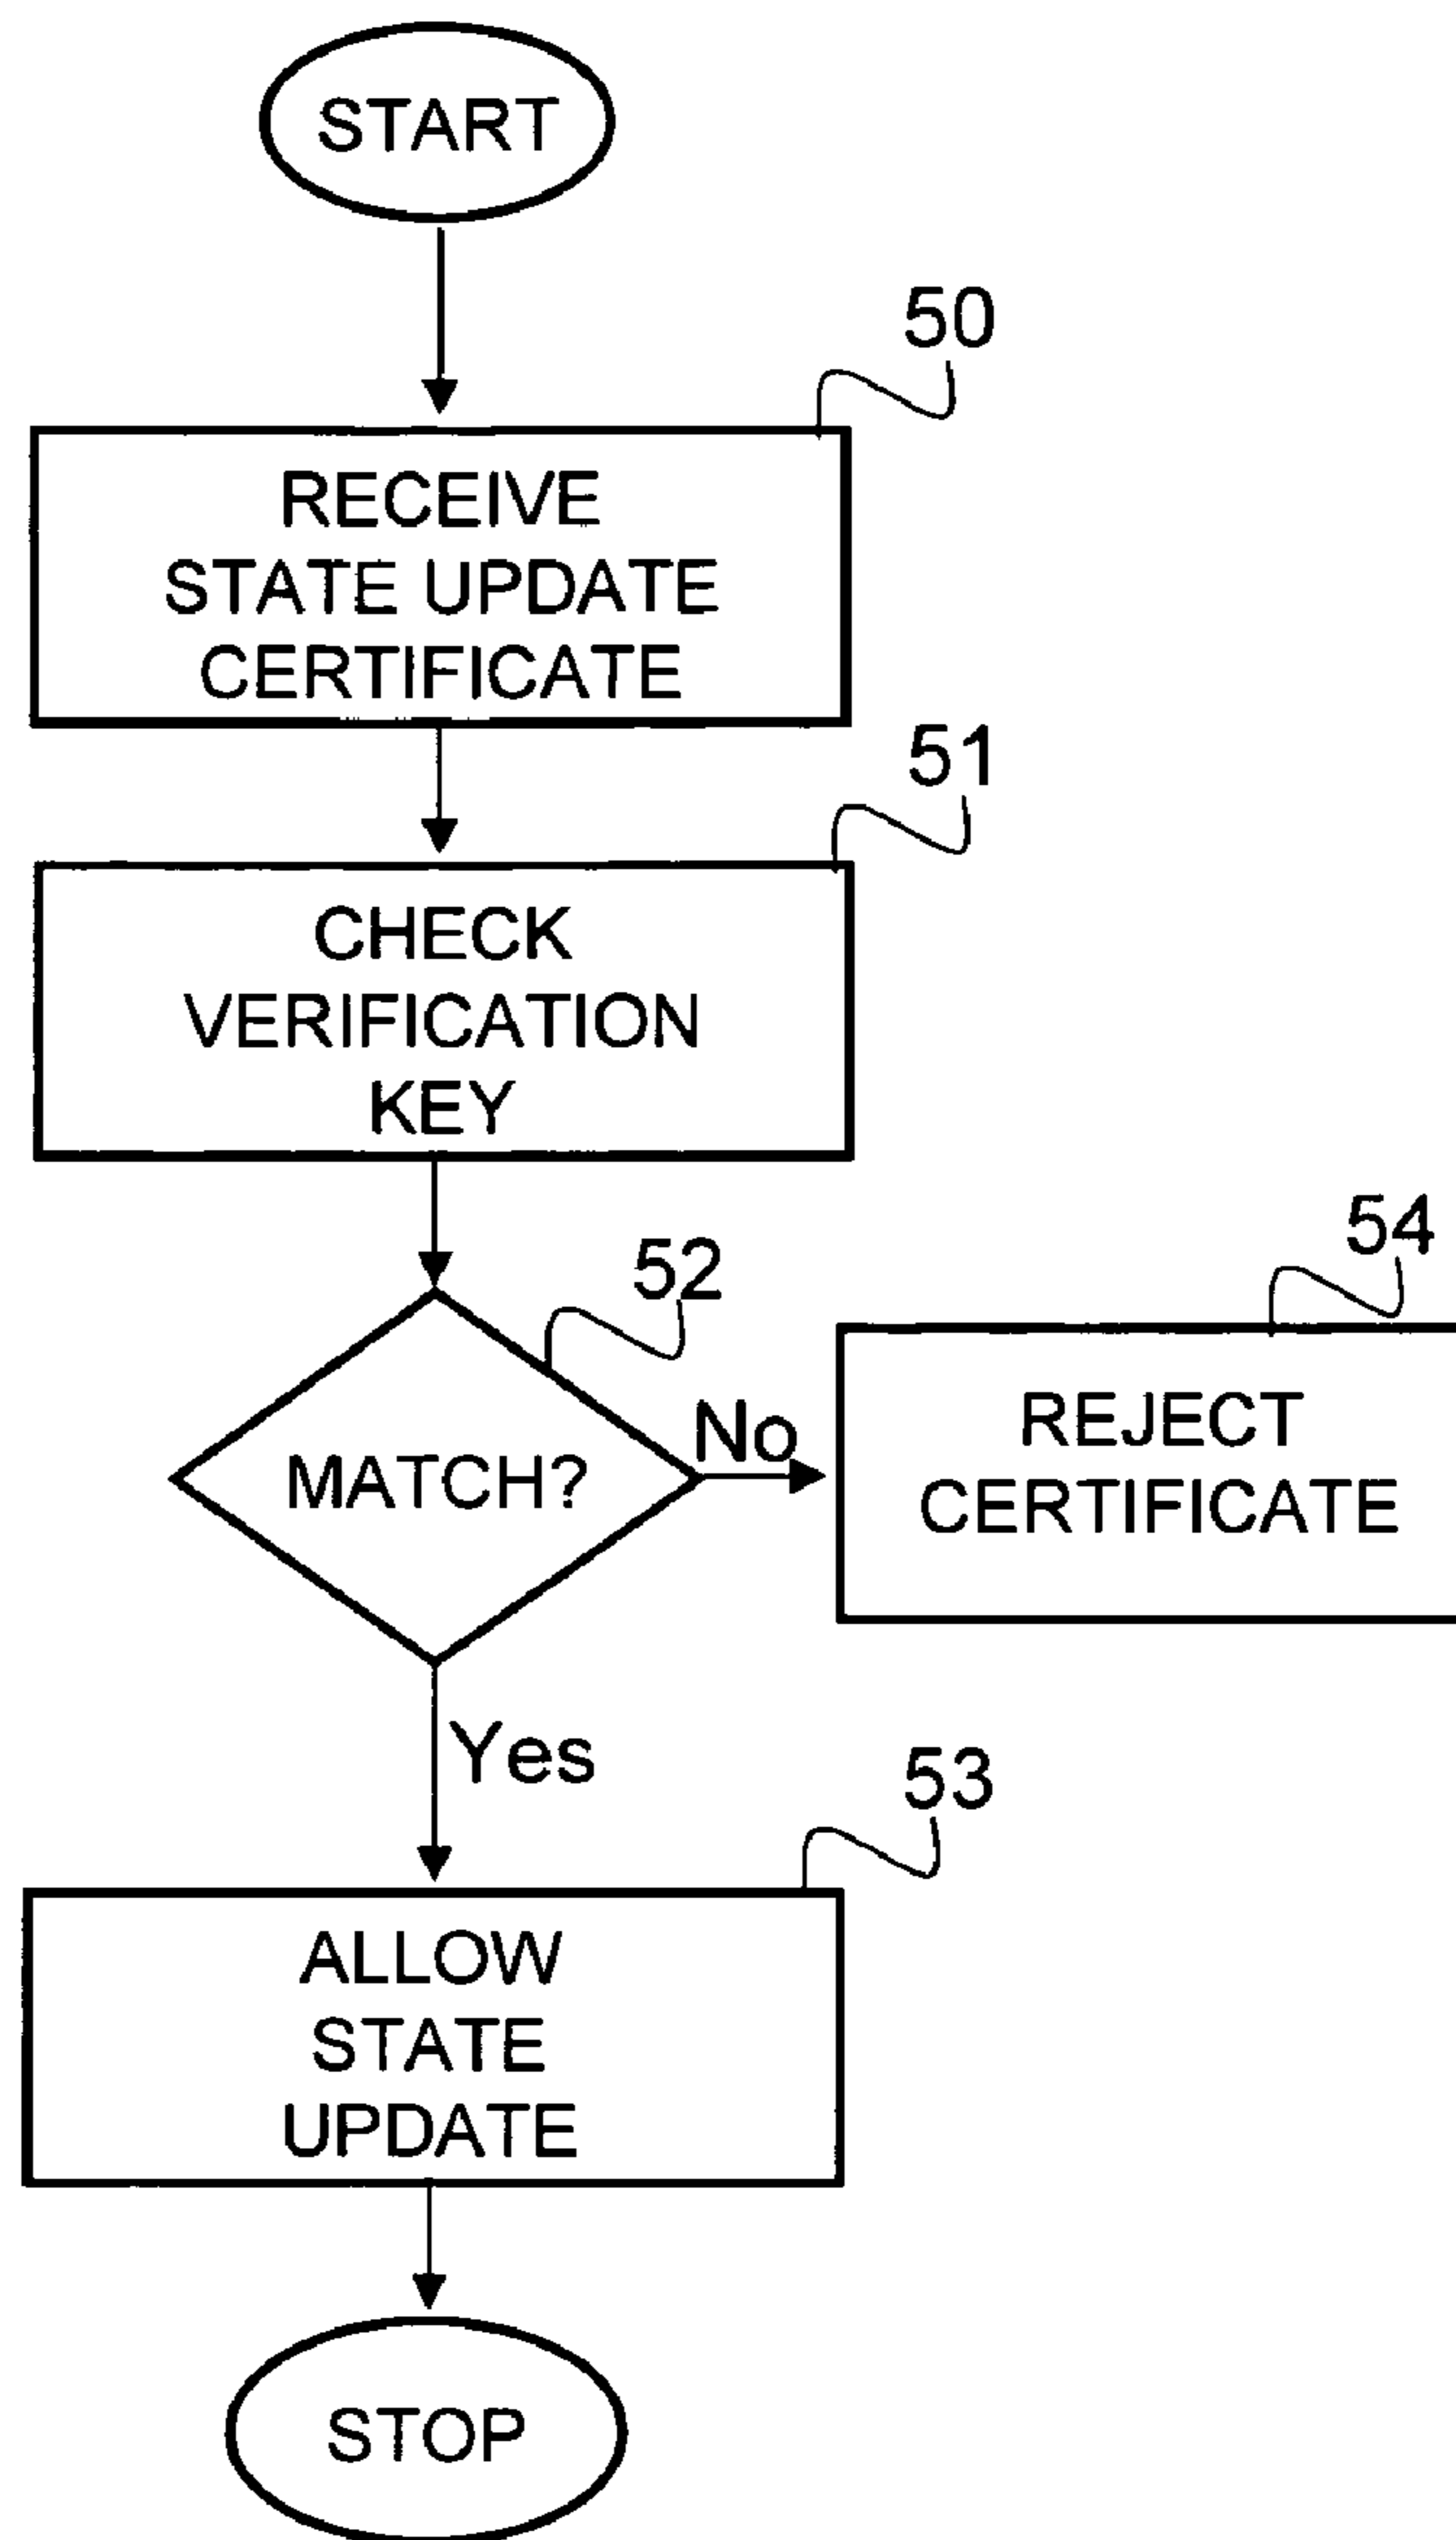 START
50
RECEIVE
STATE UPDATE
CERTIFICATE
51
CHECK
VERIFICATION
KEY
52
MATCH?
No
54
REJECT
CERTIFICATE
Yes
53
ALLOW
STATE
UPDATE
STOP